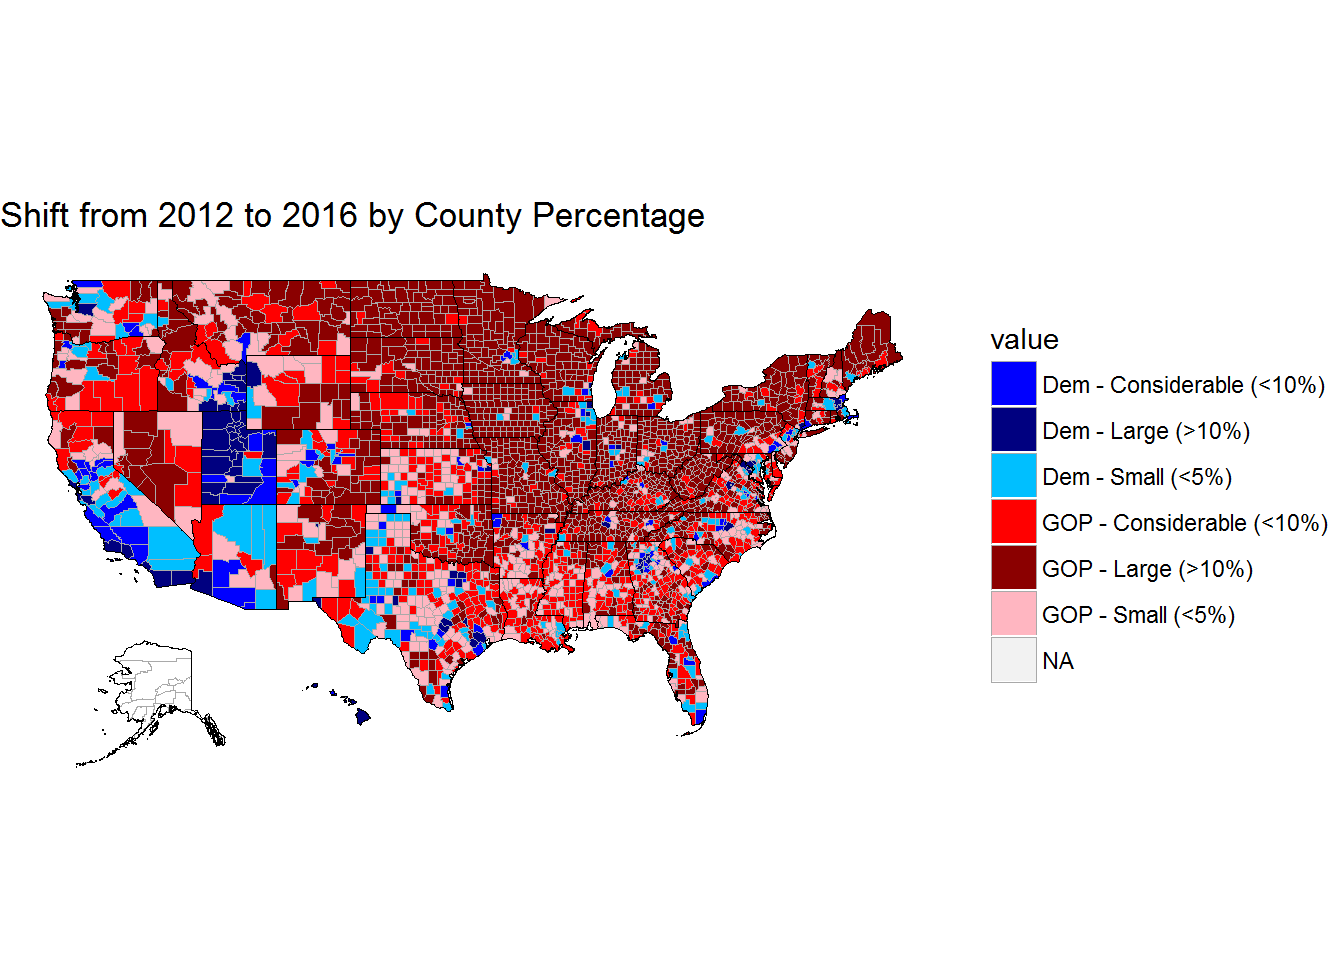 Shift from 2012 to 2016 by County Percentage
value
Dem - Considerable (<10%)
Dem - Large (>10%)
Dem - Small (<5%)
GOP - Considerable (<10%)
GOP - Large (>10%)
GOP - Small (<5%)
NA